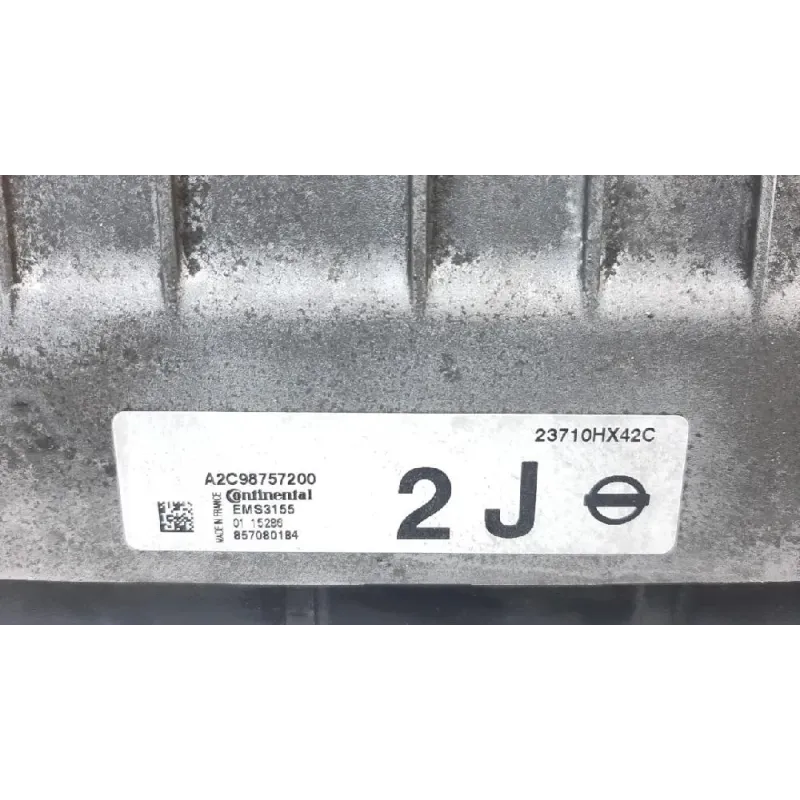 23710HX42C
A2C98757200
Continental
EMS3155
01 15286
857080184
MADE IN FRANCE
2 J